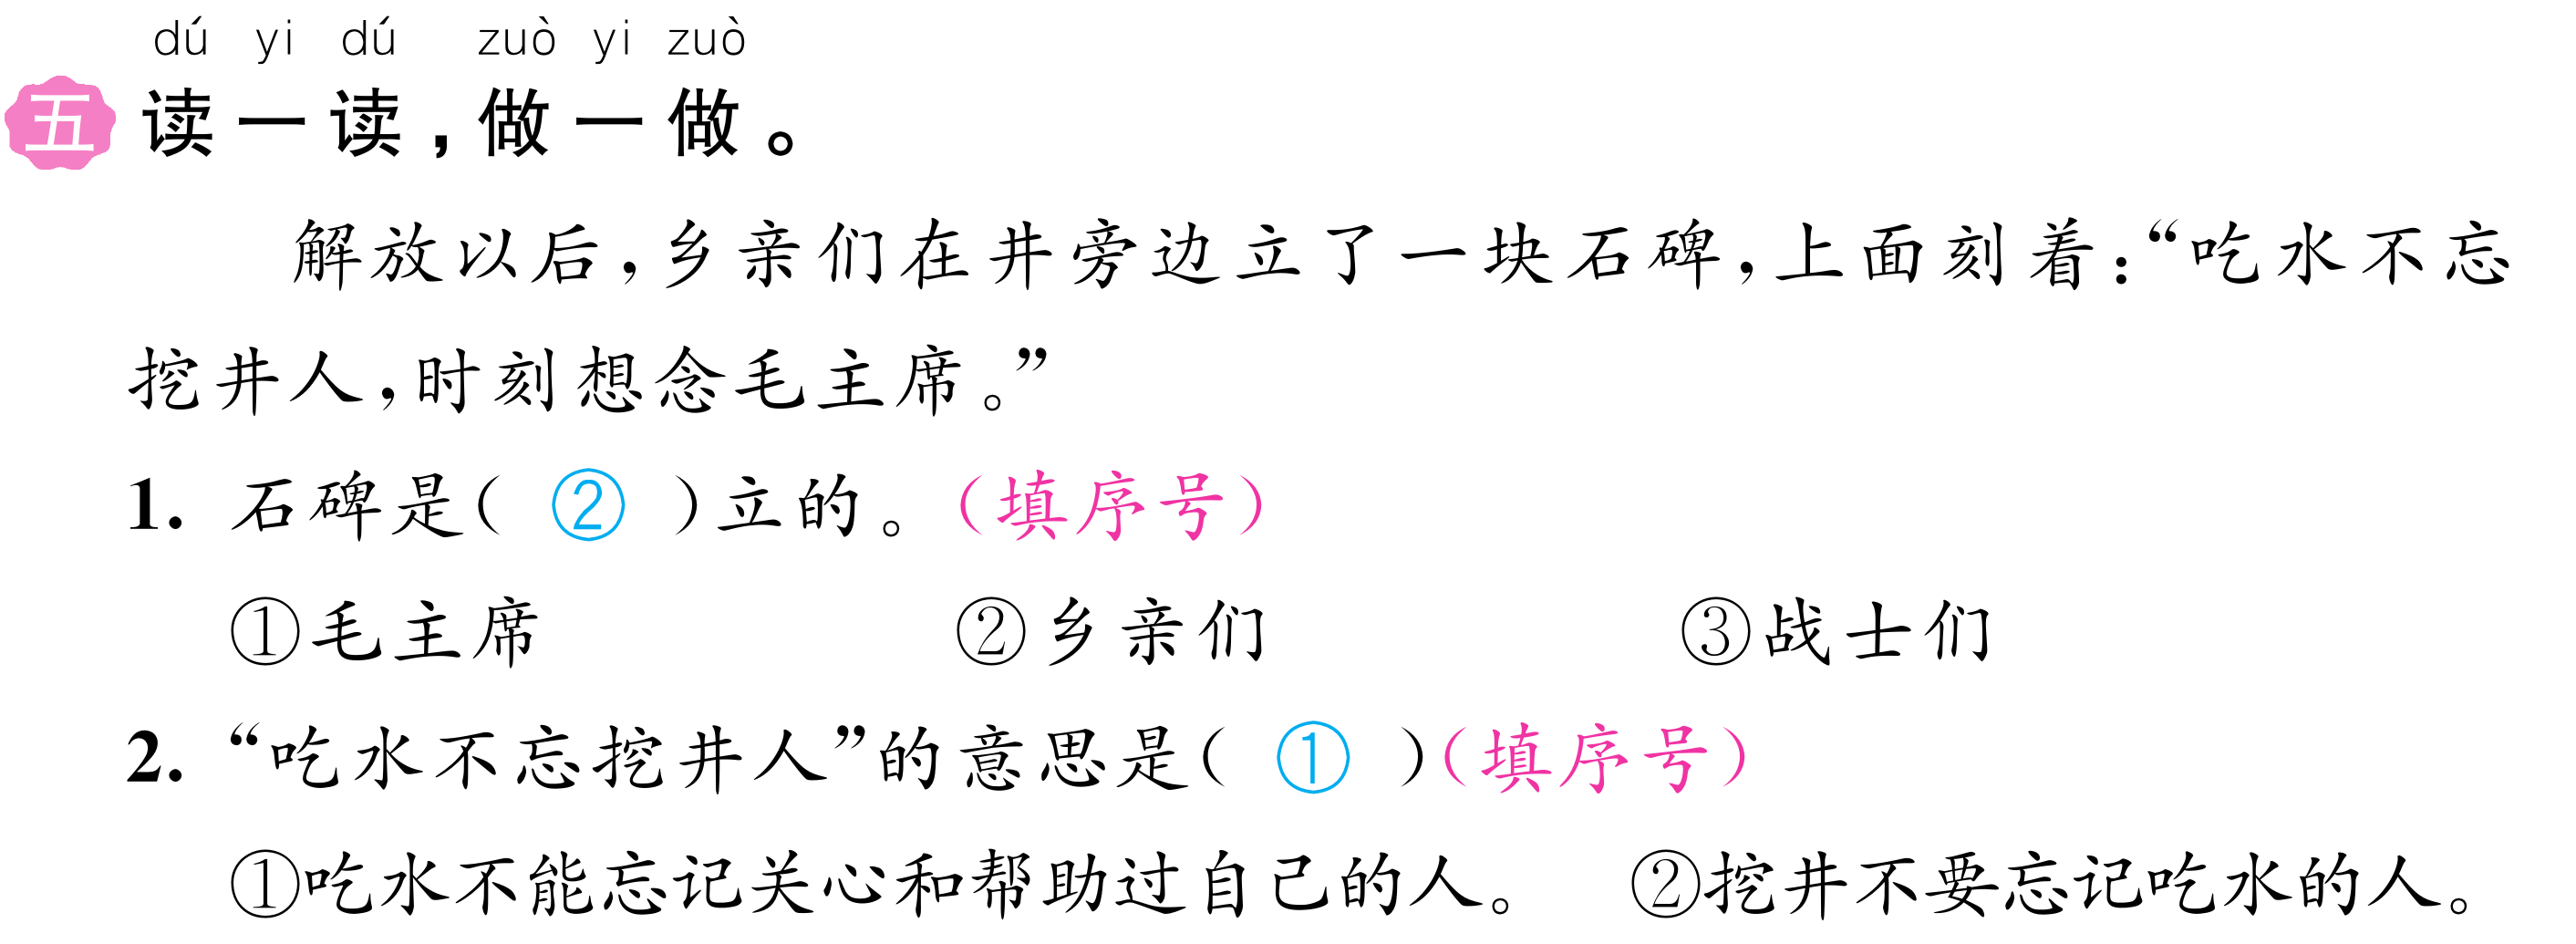 dú yi dú zuò yi zuò
五 读一读,做一做。
解放以后,乡亲们在井旁边立了一块石碑,上面刻着:“吃水不忘
挖井人,时刻想念毛主席。”
1. 石碑是( ② )立的。(填序号)
①毛主席 ②乡亲们 ③战士们
2. “吃水不忘挖井人”的意思是( ① )(填序号)
①吃水不能忘记关心和帮助过自己的人。 ②挖井不要忘记吃水的人。